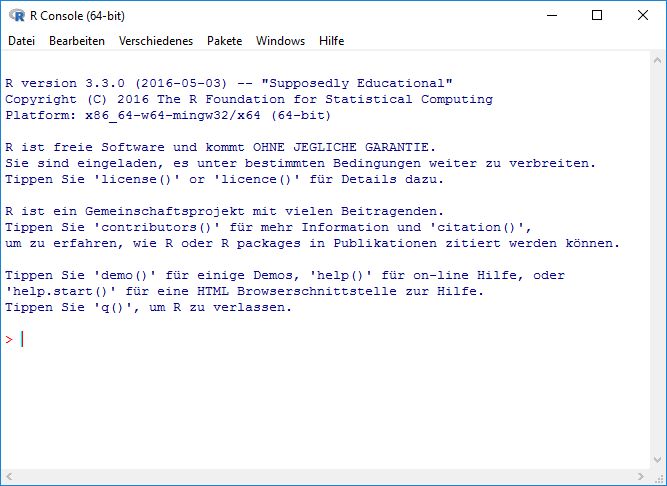 R Console (64-bit)
Datei Bearbeiten Verschiedenes Pakete Windows Hilfe
R version 3.3.0 (2016-05-03) -- "Supposedly Educational"
Copyright (C) 2016 The R Foundation for Statistical Computing
Platform: x86_64-w64-mingw32/x64 (64-bit)
R ist freie Software und kommt OHNE JEGLICHE GARANTIE.
Sie sind eingeladen, es unter bestimmten Bedingungen weiter zu verbreiten.
Tippen Sie 'license()' or 'licence()' für Details dazu.
R ist ein Gemeinschaftsprojekt mit vielen Beitragenden.
Tippen Sie 'contributors()' für mehr Information und 'citation()',
um zu erfahren, wie R oder R packages in Publikationen zitiert werden können.
Tippen Sie 'demo()' für einige Demos, 'help()' für on-line Hilfe, oder
'help.start()' für eine HTML Browserschnittstelle zur Hilfe.
Tippen Sie 'q()', um R zu verlassen.
>